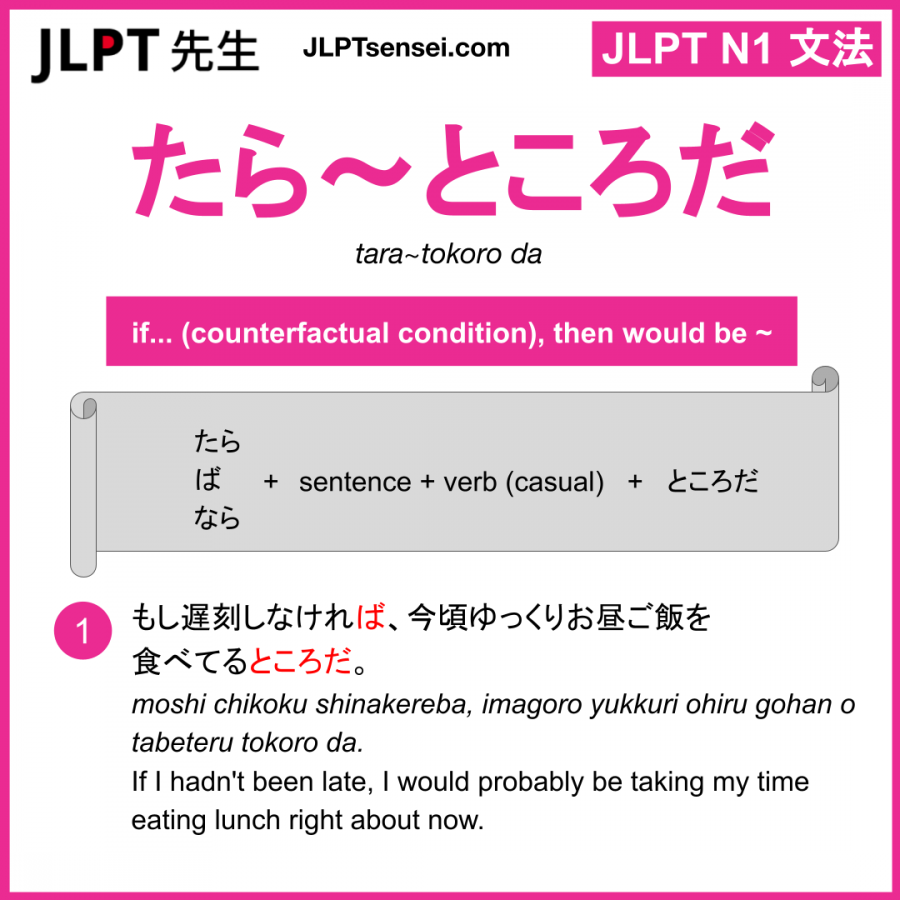 JLPT 先生
JLPTsensei.com
JLPT N1 文法
たら～ところだ
tara~tokoro da
if... (counterfactual condition), then would be ~
たら
ば + sentence + verb (casual) + ところだ
なら
1
もし遅刻しなければ、今頃ゆっくりお昼ご飯を
食べてるところだ。
moshi chikoku shinakereba, imagoro yukkuri ohiru gohan o
tabeteru tokoro da.
If I hadn't been late, I would probably be taking my time
eating lunch right about now.